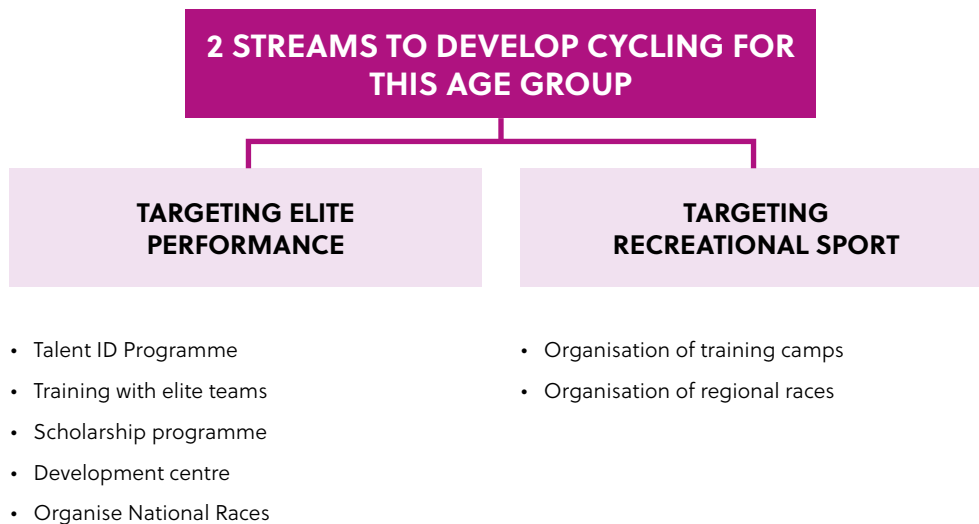 2 STREAMS TO DEVELOP CYCLING FOR
THIS AGE GROUP
TARGETING ELITE
PERFORMANCE
• Talent ID Programme
• Training with elite teams
• Scholarship programme
• Development centre
• Organise National Races
TARGETING
RECREATIONAL SPORT
• Organisation of training camps
• Organisation of regional races